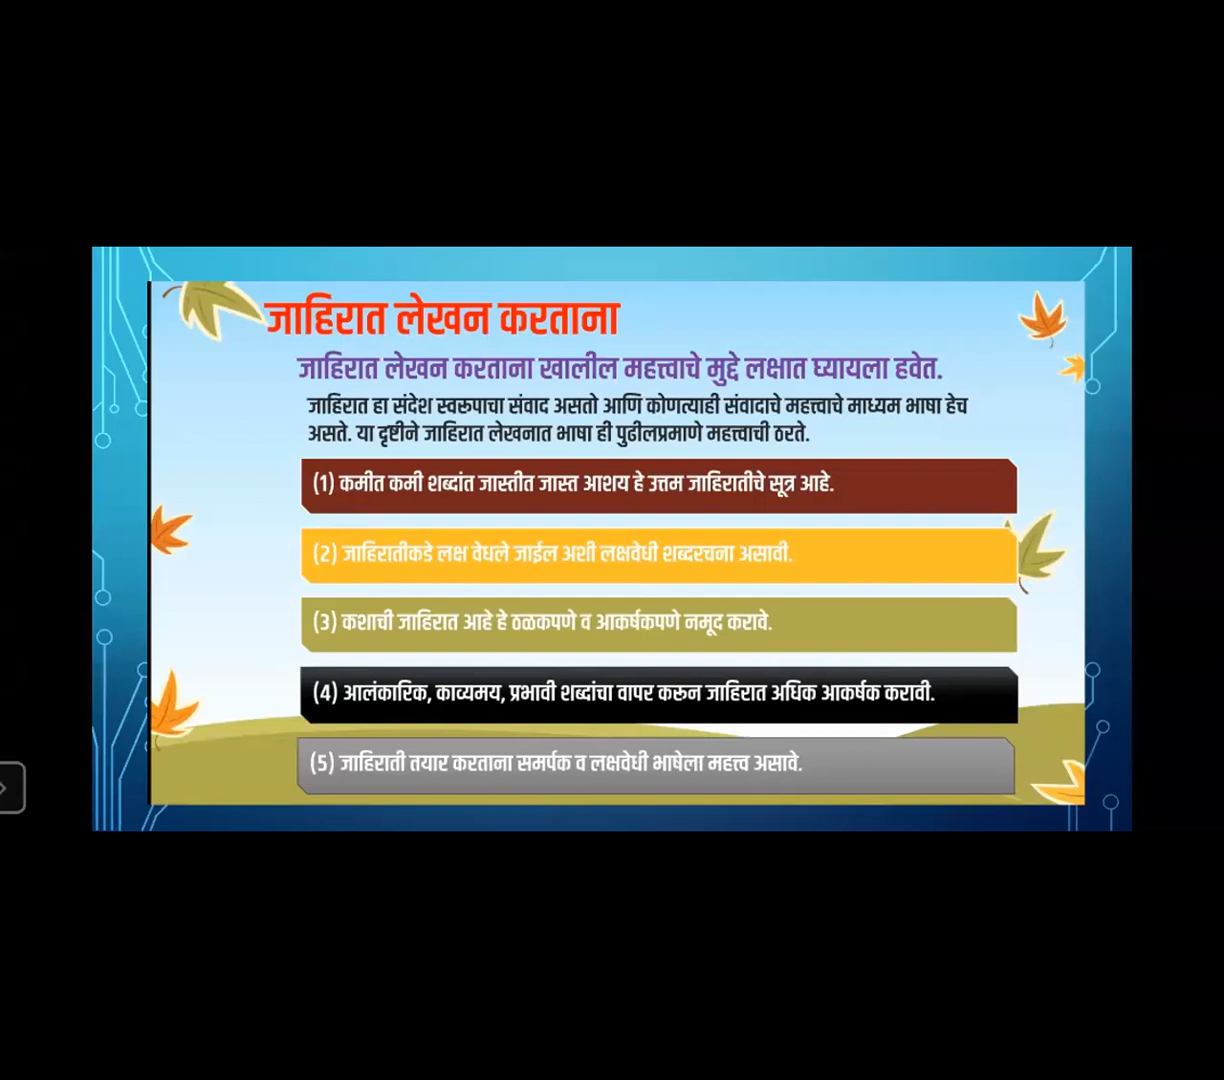 जाहिरात लेखन करताना
जाहिरात लेखन करताना खालील महत्त्वाचे मुद्दे लक्षात घ्यायला हवेत.
जाहिरात हा संदेश स्वरूपाचा संवाद असतो आणि कोणत्याही संवादाचे महत्त्वाचे माध्यम भाषा हेच
असते. या दृष्टीने जाहिरात लेखनात भाषा ही पुढीलप्रमाणे महत्त्वाची ठरते.
(1) कमीत कमी शब्दांत जास्तीत जास्त आशय हे उत्तम जाहिरातीचे सूत्र आहे.
(2) जाहिरातीकडे लक्ष वेधले जाईल अशी लक्षवेधी शब्दरचना असावी.
(3) कशाची जाहिरात आहे हे ठळकपणे व आकर्षकपणे नमूद करावे.
(4) आलंकारिक, काव्यमय, प्रभावी शब्दांचा वापर करून जाहिरात अधिक आकर्षक करावी.
(5) जाहिराती तयार करताना समर्पक व लक्षवेधी भाषेला महत्त्व असावे.